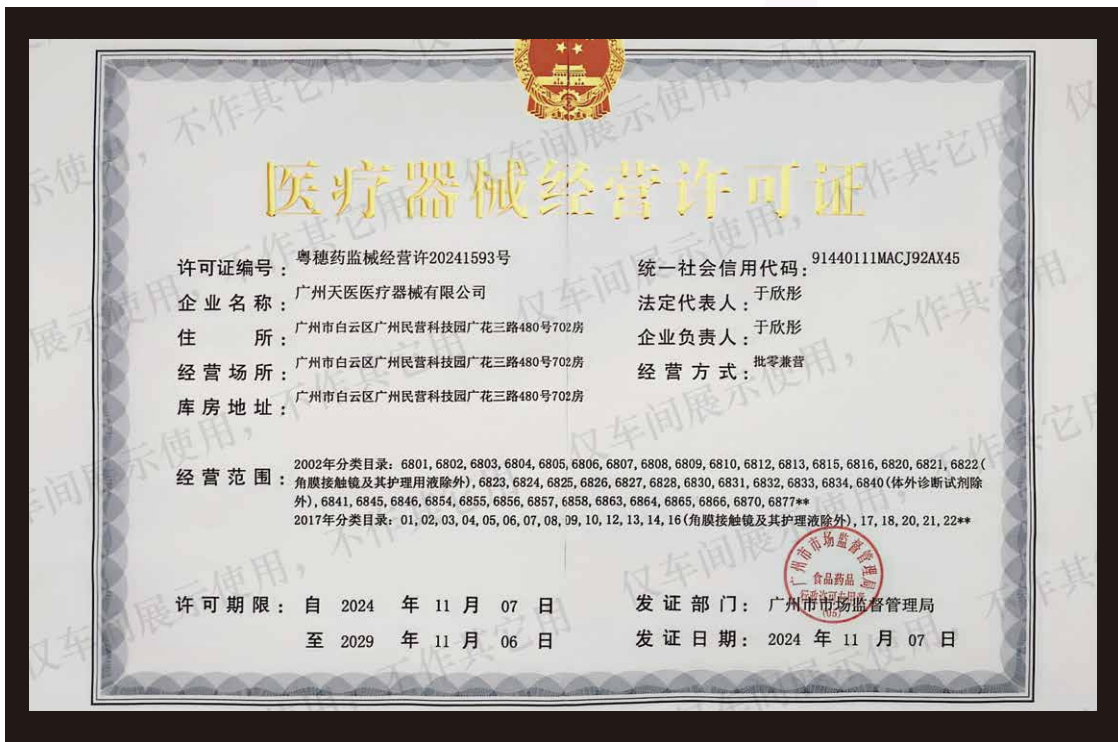 医疗器械经营许可证
许可证编号：粤穗药监械经营许20241593号
统一社会信用代码：91440111MACJ92AX45
企业名称：广州天医医疗器械有限公司
法定代表人：于欣彤
住所：广州市白云区广州民营科技园广花三路480号702房
企业负责人：于欣彤
经营场所：广州市白云区广州民营科技园广花三路480号702房
经营方式：批零兼营
库房地址：广州市白云区广州民营科技园广花三路480号702房
经营范围：2002年分类目录：6801,6802,6803,6804,6805,6806,6807,6808,6809,6810,6812,6813,6815,6816,6820,6821,6822(
角膜接触镜及其护理用液除外),6823,6824,6825,6826,6827,6828,6830,6831,6832,6833,6834,6840(体外诊断试剂除
外),6841,6845,6846,6854,6855,6856,6857,6858,6863,6864,6865,6866,6870,6877**
2017年分类目录：01,02,03,04,05,06,07,08,09,10,12,13,14,16(角膜接触镜及其护理液除外),17,18,20,21,22**
广州市市场监督管理局
食品药品
行政许可专用章
(05)
许可期限：自 2024 年 11 月 07 日
发证部门：广州市市场监督管理局
至 2029 年 11 月 06 日
发证日期：2024 年 11 月 07 日
仅车间展示使用，不作其它用